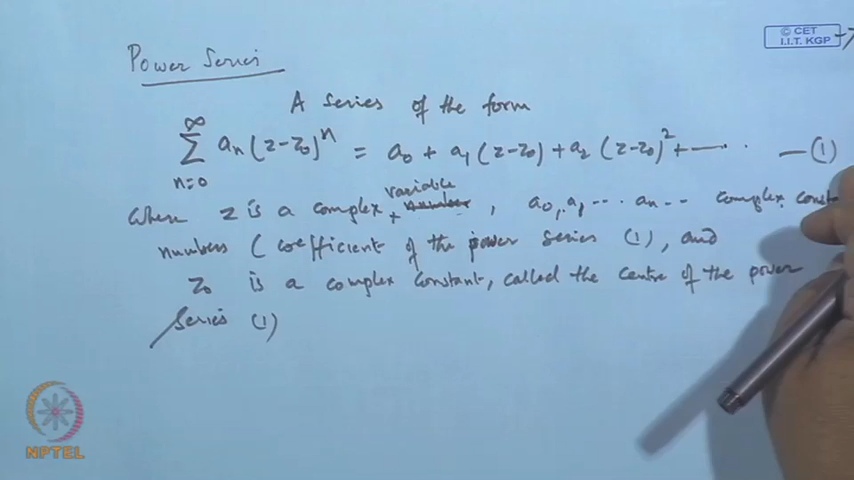 © CET
I.I.T. KGP
Power Series
A series of the form
∞
∑ aₙ (z-z₀)ⁿ = a₀ + a₁ (z-z₀) + a₂ (z-z₀)² + —— · · — (1)
n=0
variable
Where z is a complex + number , a₀, a₁ ··· aₙ ·· complex const
numbers ( coefficient of the power series (1), and
z₀ is a complex constant, called the centre of the power
series (1)
NPTEL